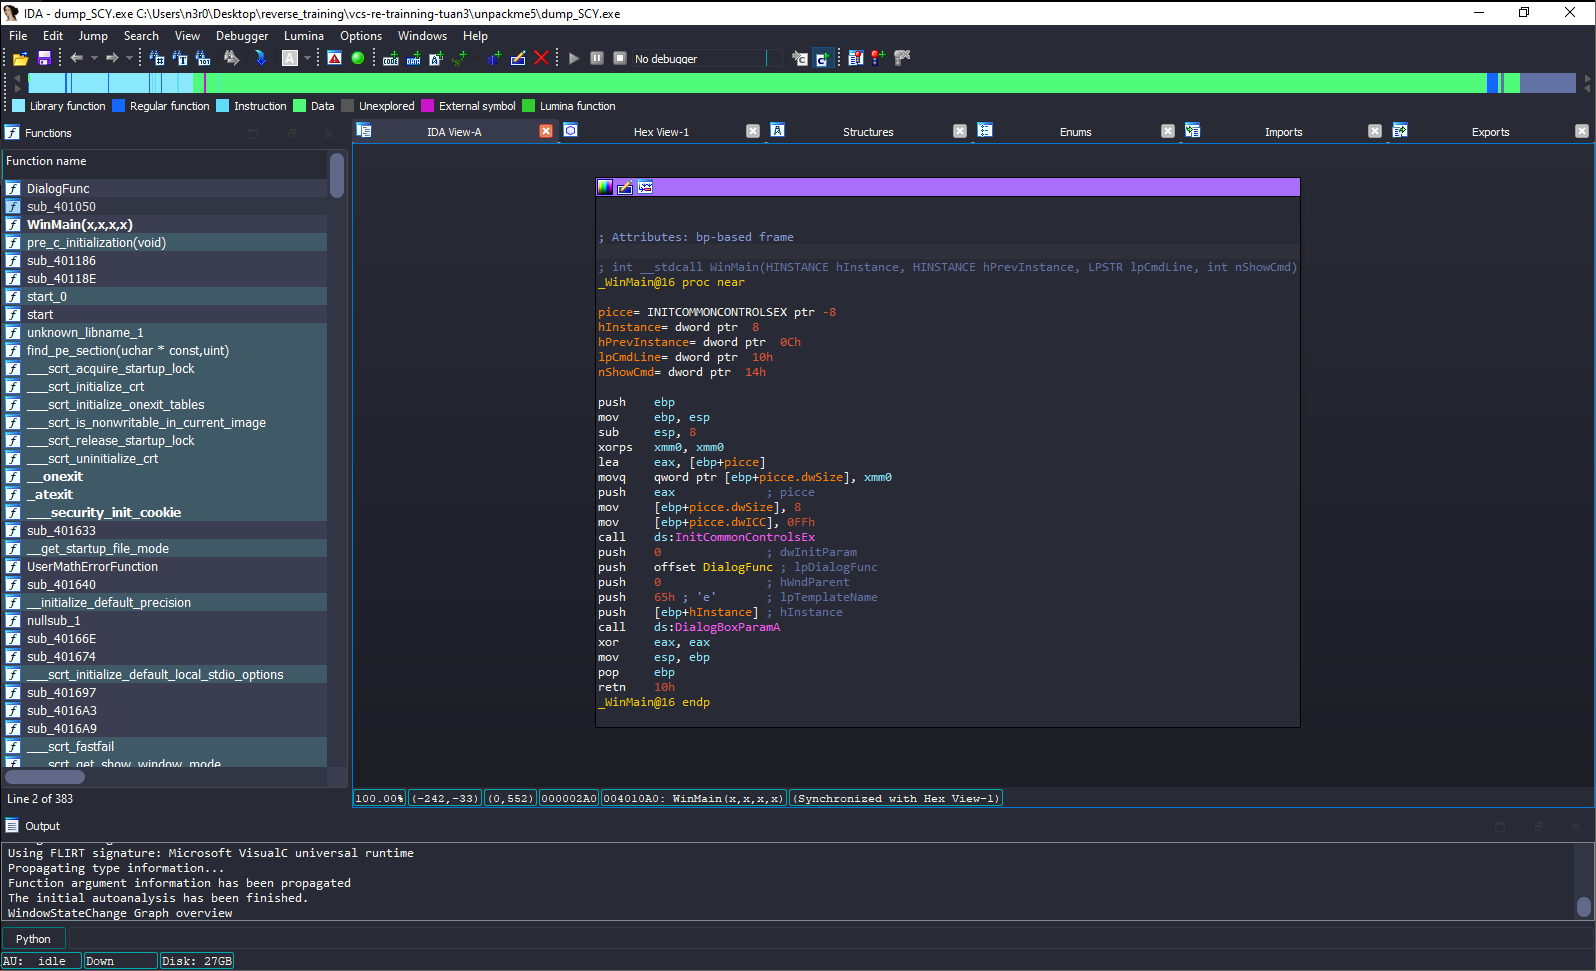 IDA - dump_SCY.exe C:\Users\n3r0\Desktop\reverse_training\vcs-re-trainning-tuan3\unpackme5\dump_SCY.exe
File Edit Jump Search View Debugger Lumina Options Windows Help
No debugger
Library function Regular function Instruction Data Unexplored External symbol Lumina function
Functions
IDA View-A Hex View-1 Structures Enums Imports Exports
Function name
DialogFunc
sub_401050
WinMain(x,x,x,x)
pre_c_initialization(void)
sub_401186
sub_40118E
start_0
start
unknown_libname_1
find_pe_section(uchar * const,uint)
___scrt_acquire_startup_lock
___scrt_initialize_crt
___scrt_initialize_onexit_tables
___scrt_is_nonwritable_in_current_image
___scrt_release_startup_lock
___scrt_uninitialize_crt
__onexit
_atexit
___security_init_cookie
sub_401633
__get_startup_file_mode
UserMathErrorFunction
sub_401640
__initialize_default_precision
nullsub_1
sub_40166E
sub_401674
___scrt_initialize_default_local_stdio_options
sub_401697
sub_4016A3
sub_4016A9
___scrt_fastfail
___scrt_get_show_window_mode
Line 2 of 383
; Attributes: bp-based frame
; int __stdcall WinMain(HINSTANCE hInstance, HINSTANCE hPrevInstance, LPSTR lpCmdLine, int nShowCmd)
_WinMain@16 proc near
picce= INITCOMMONCONTROLSEX ptr -8
hInstance= dword ptr  8
hPrevInstance= dword ptr  0Ch
lpCmdLine= dword ptr  10h
nShowCmd= dword ptr  14h
push    ebp
mov     ebp, esp
sub     esp, 8
xorps   xmm0, xmm0
lea     eax, [ebp+picce]
movq    qword ptr [ebp+picce.dwSize], xmm0
push    eax             ; picce
mov     [ebp+picce.dwSize], 8
mov     [ebp+picce.dwICC], 0FFh
call    ds:InitCommonControlsEx
push    0               ; dwInitParam
push    offset DialogFunc ; lpDialogFunc
push    0               ; hWndParent
push    65h ; 'e'       ; lpTemplateName
push    [ebp+hInstance] ; hInstance
call    ds:DialogBoxParamA
xor     eax, eax
mov     esp, ebp
pop     ebp
retn    10h
_WinMain@16 endp
100.00% (-242,-33) (0,552) 000002A0 004010A0: WinMain(x,x,x,x) (Synchronized with Hex View-1)
Output
Using FLIRT signature: Microsoft VisualC universal runtime
Propagating type information...
Function argument information has been propagated
The initial autoanalysis has been finished.
WindowStateChange Graph overview
Python
AU: idle Down Disk: 27GB